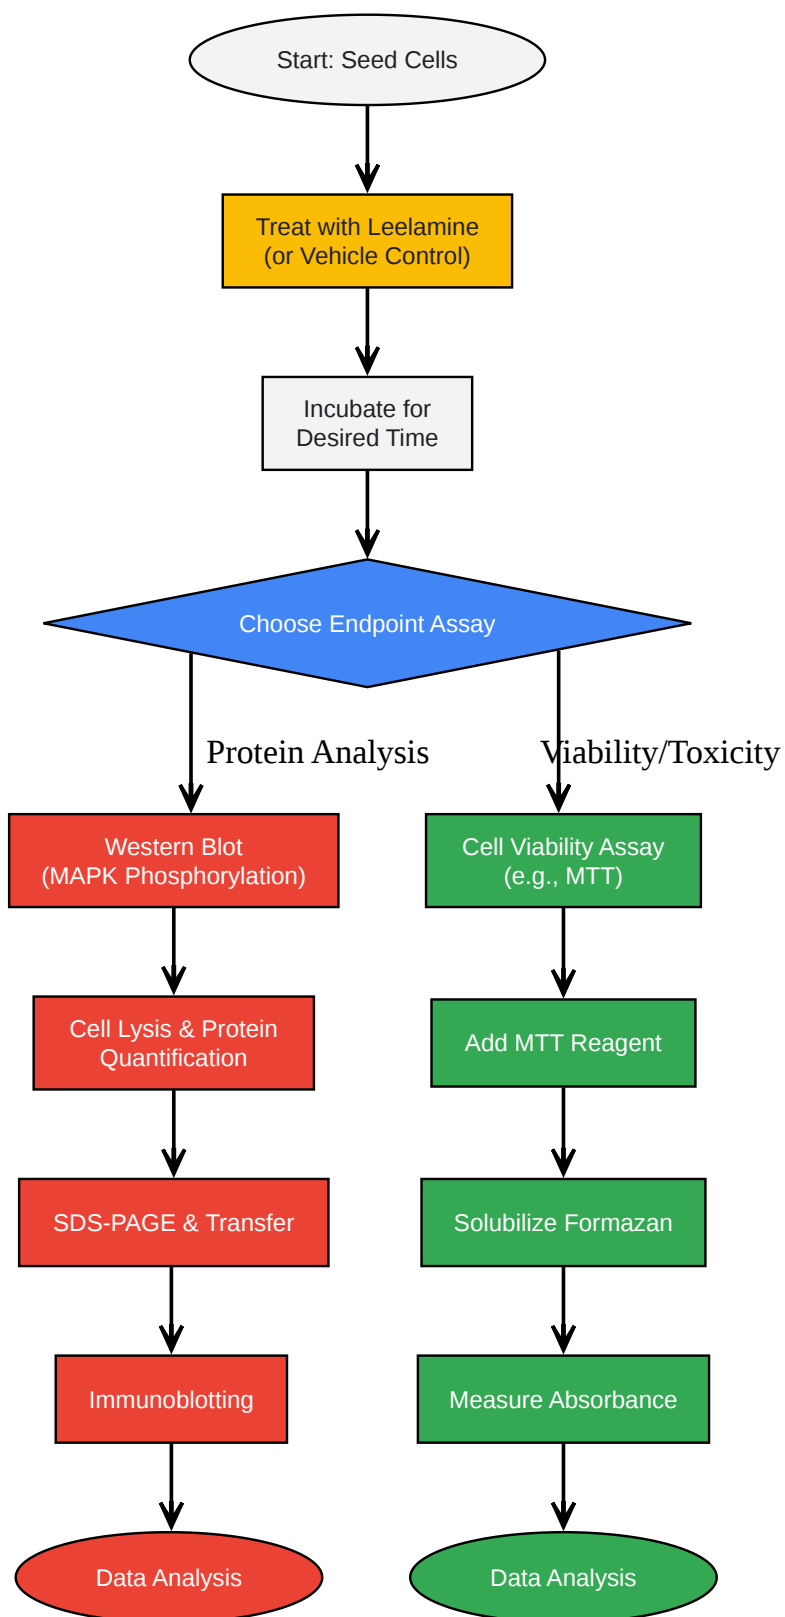 Start: Seed Cells
Treat with Leelamine
(or Vehicle Control)
Incubate for
Desired Time
Choose Endpoint Assay
Protein Analysis
Viability/Toxicity
Western Blot
(MAPK Phosphorylation)
Cell Viability Assay
(e.g., MTT)
Cell Lysis & Protein
Quantification
Add MTT Reagent
SDS-PAGE & Transfer
Solubilize Formazan
Immunoblotting
Measure Absorbance
Data Analysis
Data Analysis